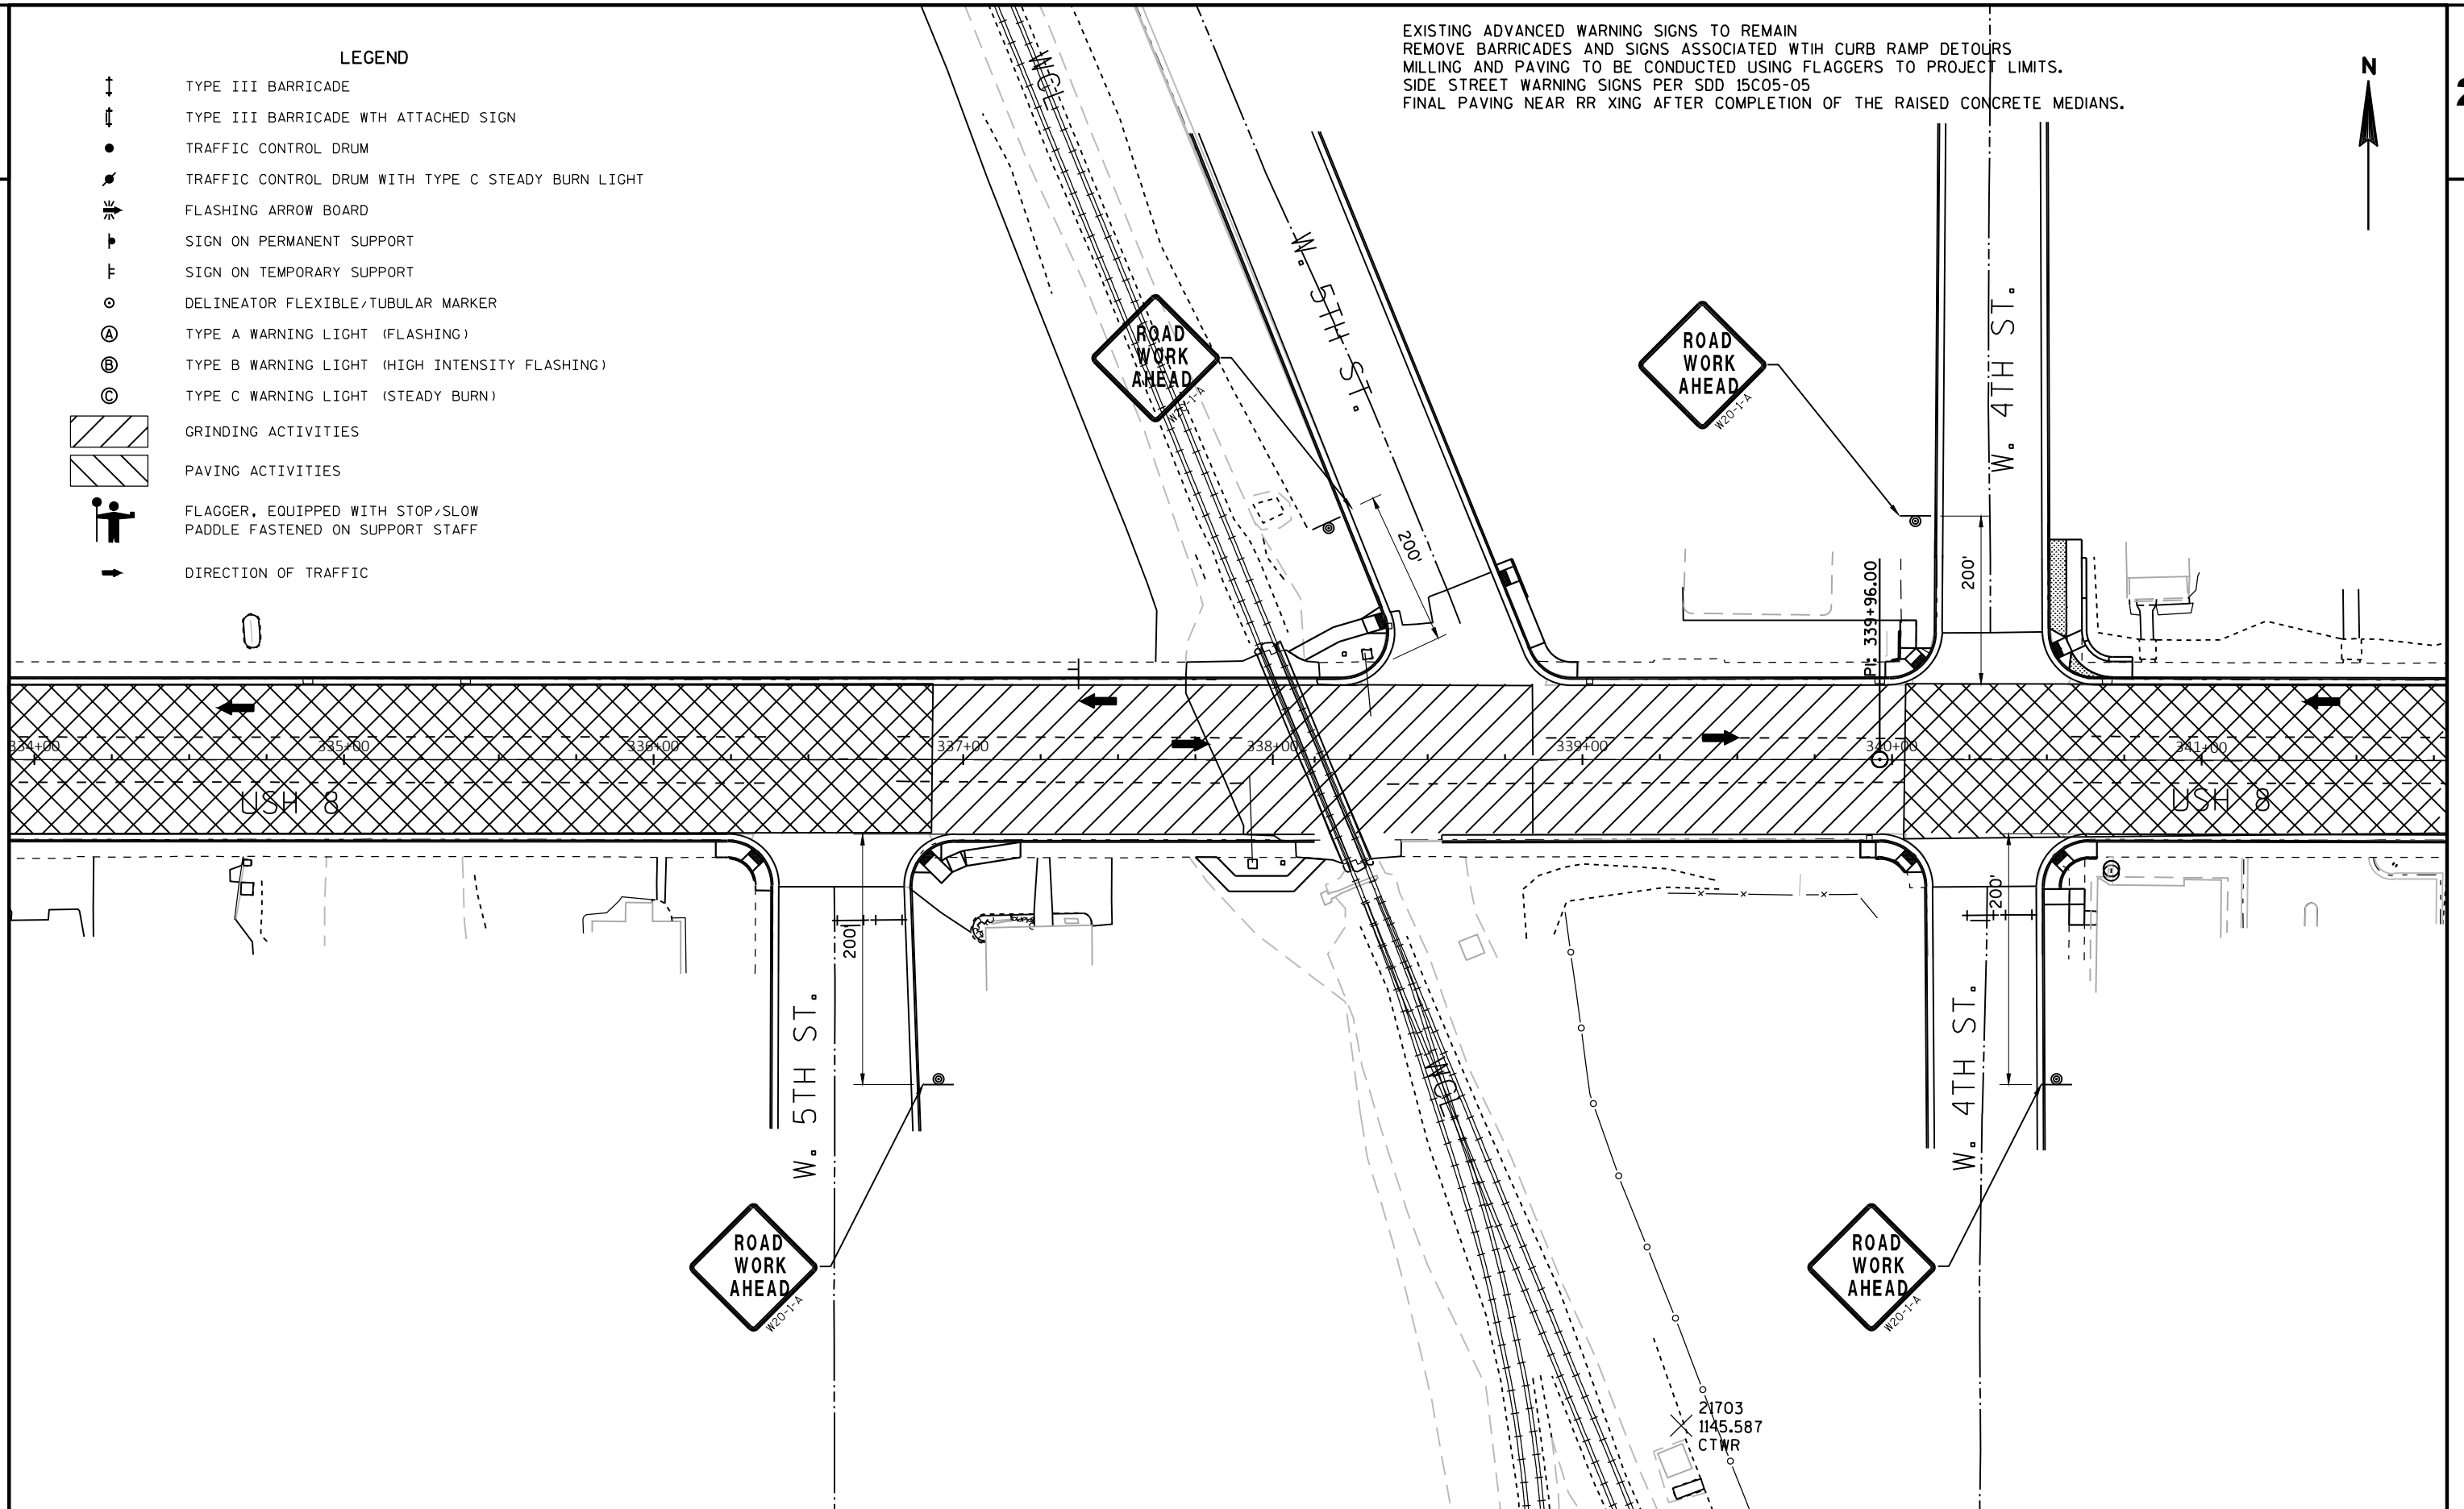 LEGEND
TYPE III BARRICADE
TYPE III BARRICADE WTH ATTACHED SIGN
TRAFFIC CONTROL DRUM
TRAFFIC CONTROL DRUM WITH TYPE C STEADY BURN LIGHT
FLASHING ARROW BOARD
SIGN ON PERMANENT SUPPORT
SIGN ON TEMPORARY SUPPORT
DELINEATOR FLEXIBLE/TUBULAR MARKER
A TYPE A WARNING LIGHT (FLASHING)
B TYPE B WARNING LIGHT (HIGH INTENSITY FLASHING)
C TYPE C WARNING LIGHT (STEADY BURN)
GRINDING ACTIVITIES
PAVING ACTIVITIES
FLAGGER, EQUIPPED WITH STOP/SLOW
PADDLE FASTENED ON SUPPORT STAFF
DIRECTION OF TRAFFIC
EXISTING ADVANCED WARNING SIGNS TO REMAIN
REMOVE BARRICADES AND SIGNS ASSOCIATED WTIH CURB RAMP DETOURS
MILLING AND PAVING TO BE CONDUCTED USING FLAGGERS TO PROJECT LIMITS.
SIDE STREET WARNING SIGNS PER SDD 15C05-05
FINAL PAVING NEAR RR XING AFTER COMPLETION OF THE RAISED CONCRETE MEDIANS.
N
WCL
W. 5TH ST.
W. 4TH ST.
ROAD
WORK
AHEAD
W20-1-A
ROAD
WORK
AHEAD
W20-1-A
200'
200'
PI: 339+96.00
334+00
335+00
336+00
337+00
338+00
339+00
340+00
341+00
USH 8
USH 8
200'
200'
W. 5TH ST.
W. 4TH ST.
WCL
ROAD
WORK
AHEAD
W20-1-A
ROAD
WORK
AHEAD
W20-1-A
21703
1145.587
CTWR